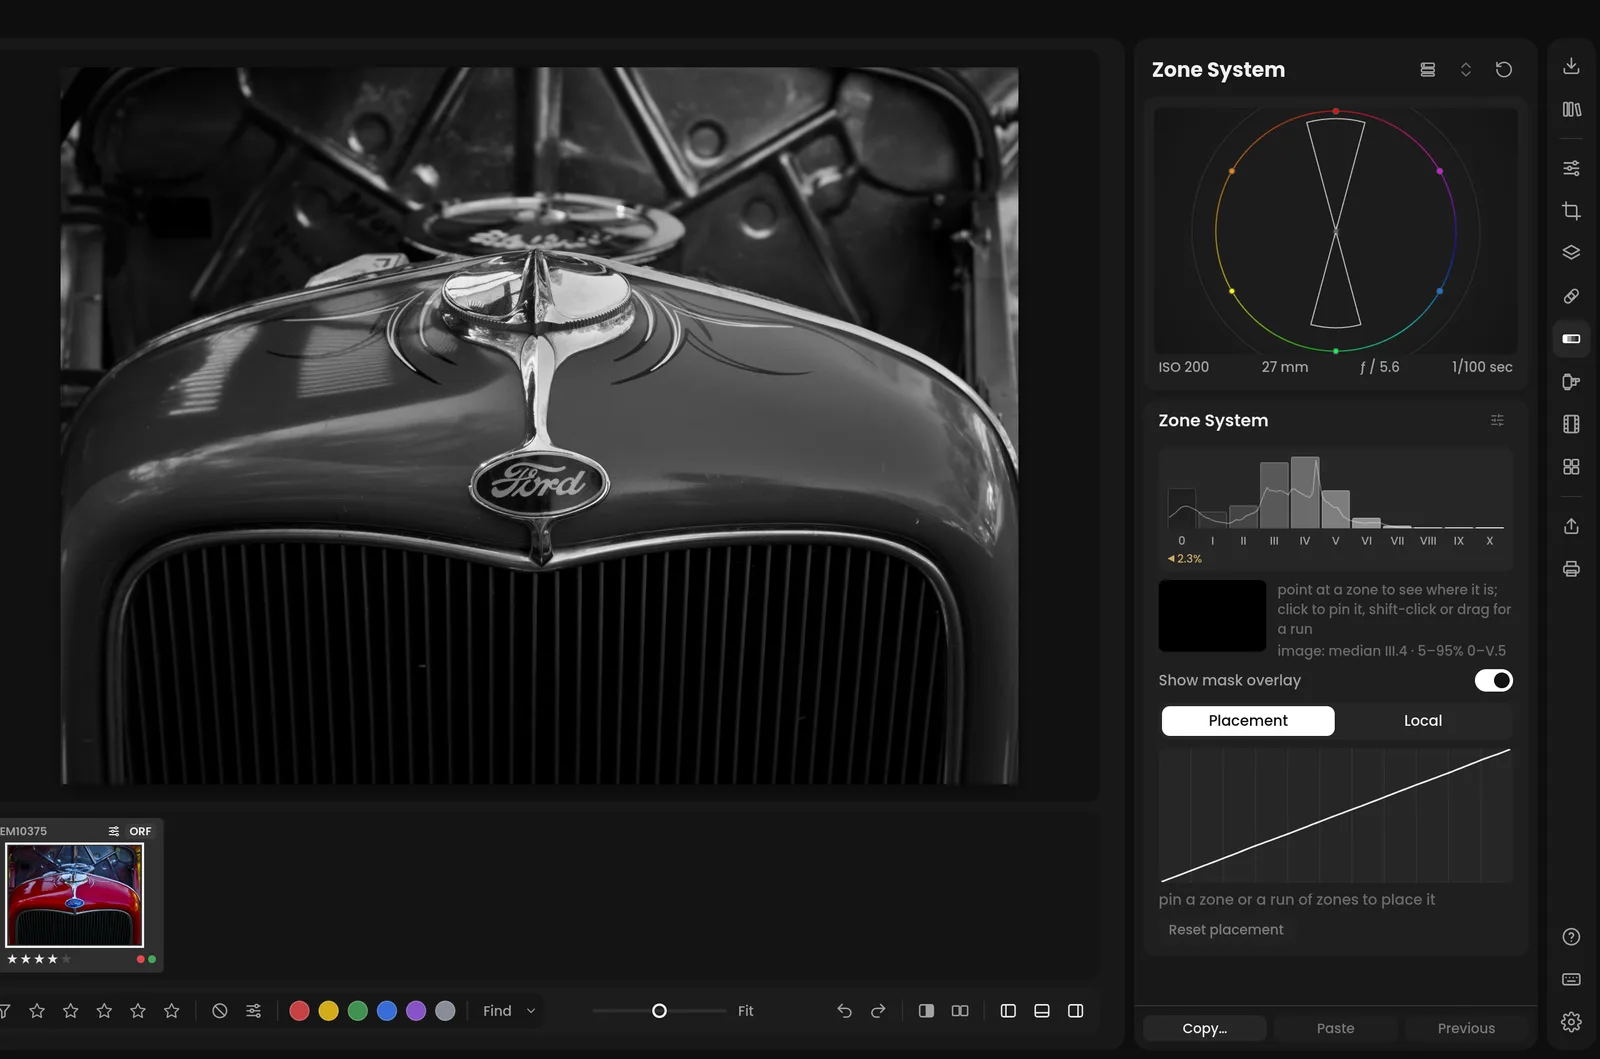 Zone System
Ford
ISO 200 27 mm ƒ / 5.6 1/100 sec
Zone System
0 I II III IV V VI VII VIII IX X
◀ 2.3%
point at a zone to see where it is;
click to pin it, shift-click or drag for
a run
image: median III.4 · 5–95% 0–V.5
Show mask overlay
Placement Local
pin a zone or a run of zones to place it
Reset placement
EM10375 ORF
Find Fit
Copy... Paste Previous